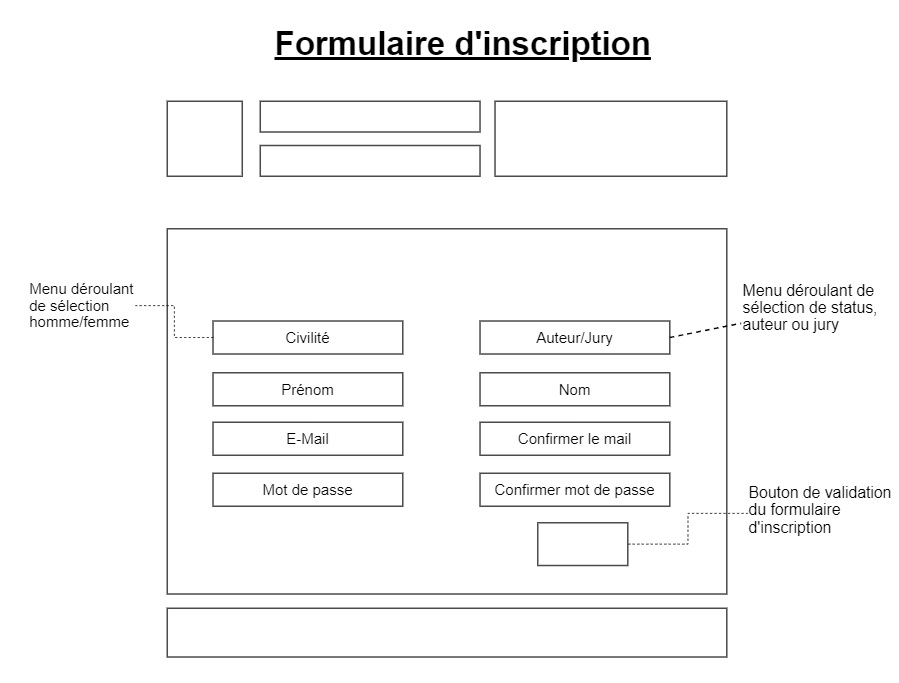 Formulaire d'inscription
Menu déroulant
de sélection
homme/femme
Menu déroulant de
sélection de status,
auteur ou jury
Civilité
Auteur/Jury
Prénom
Nom
E-Mail
Confirmer le mail
Mot de passe
Confirmer mot de passe
Bouton de validation
du formulaire
d'inscription